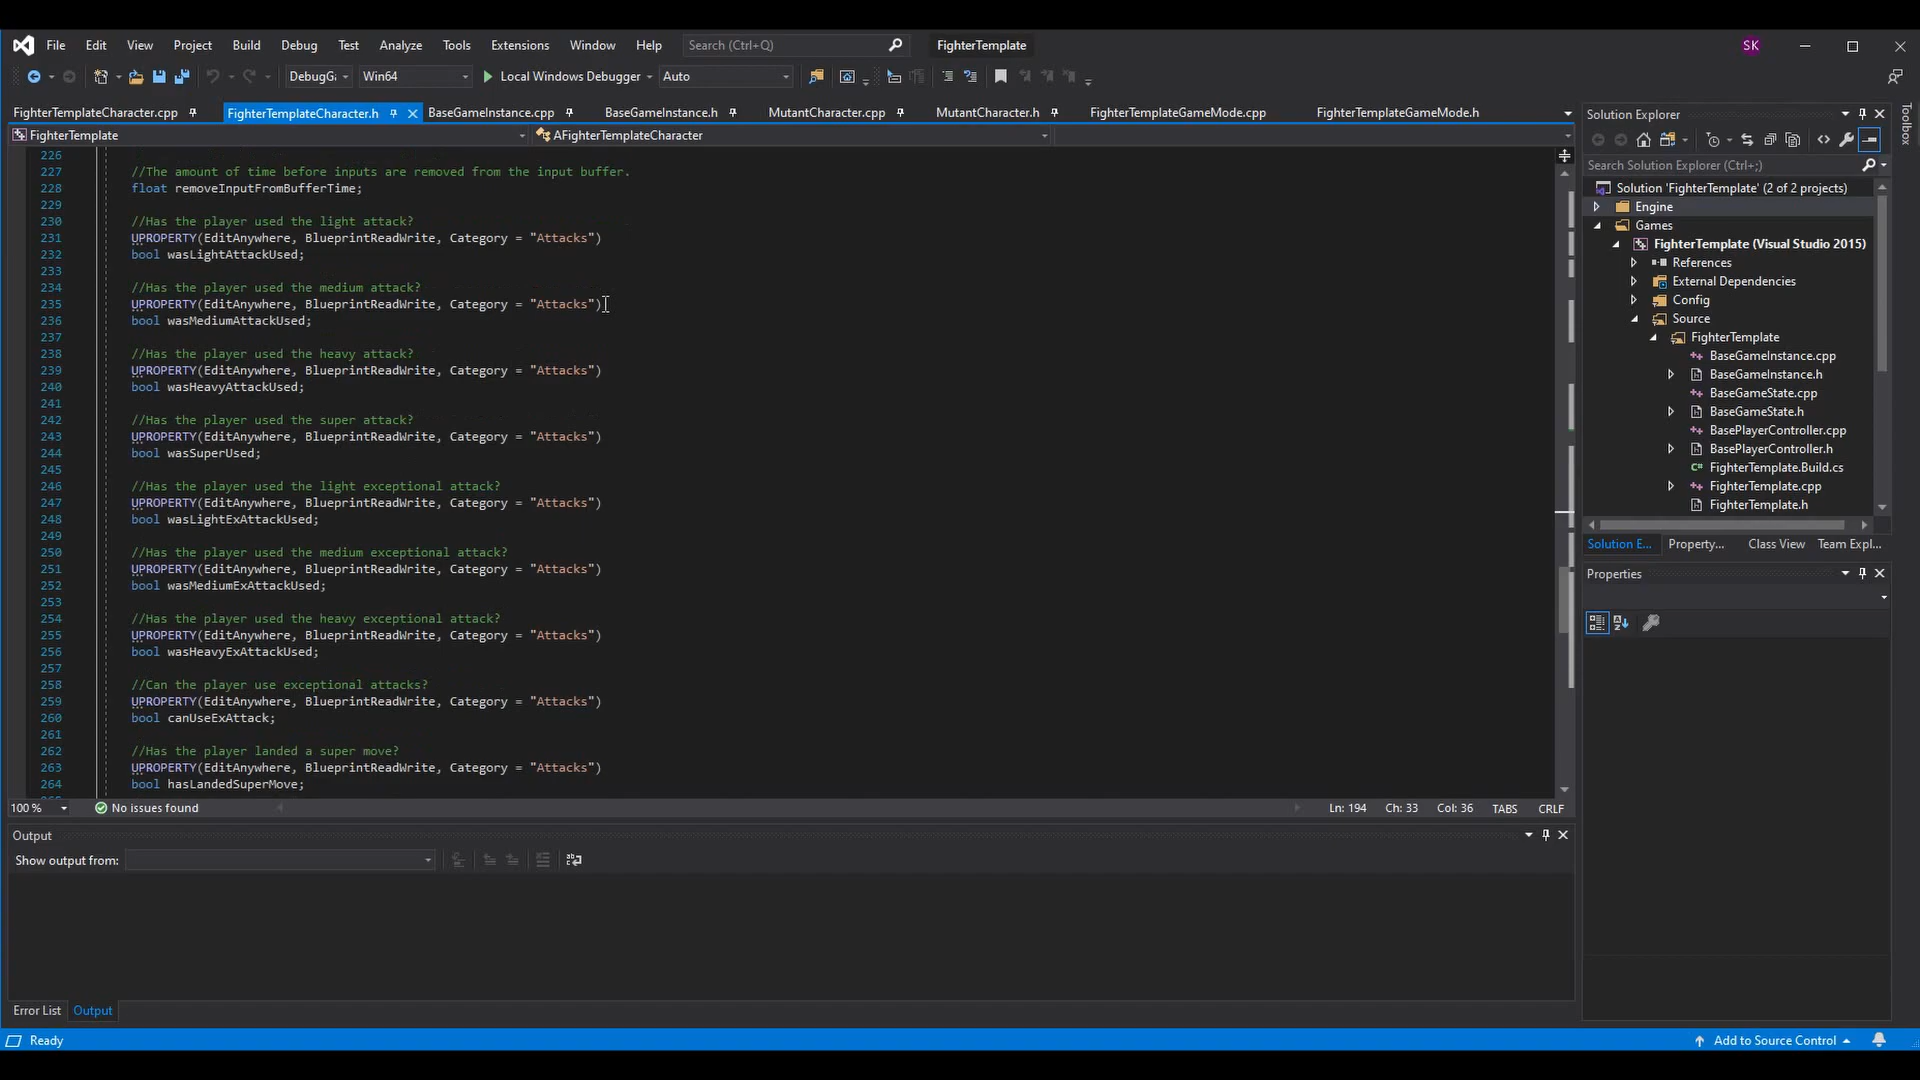 File Edit View Project Build Debug Test Analyze Tools Extensions Window Help Search (Ctrl+Q) FighterTemplate SK
DebugG Win64 Local Windows Debugger Auto
FighterTemplateCharacter.cpp FighterTemplateCharacter.h BaseGameInstance.cpp BaseGameInstance.h MutantCharacter.cpp MutantCharacter.h FighterTemplateGameMode.cpp FighterTemplateGameMode.h
FighterTemplate AFighterTemplateCharacter
226
227 //The amount of time before inputs are removed from the input buffer.
228 float removeInputFromBufferTime;
229
230 //Has the player used the light attack?
231 UPROPERTY(EditAnywhere, BlueprintReadWrite, Category = "Attacks")
232 bool wasLightAttackUsed;
233
234 //Has the player used the medium attack?
235 UPROPERTY(EditAnywhere, BlueprintReadWrite, Category = "Attacks")
236 bool wasMediumAttackUsed;
237
238 //Has the player used the heavy attack?
239 UPROPERTY(EditAnywhere, BlueprintReadWrite, Category = "Attacks")
240 bool wasHeavyAttackUsed;
241
242 //Has the player used the super attack?
243 UPROPERTY(EditAnywhere, BlueprintReadWrite, Category = "Attacks")
244 bool wasSuperUsed;
245
246 //Has the player used the light exceptional attack?
247 UPROPERTY(EditAnywhere, BlueprintReadWrite, Category = "Attacks")
248 bool wasLightExAttackUsed;
249
250 //Has the player used the medium exceptional attack?
251 UPROPERTY(EditAnywhere, BlueprintReadWrite, Category = "Attacks")
252 bool wasMediumExAttackUsed;
253
254 //Has the player used the heavy exceptional attack?
255 UPROPERTY(EditAnywhere, BlueprintReadWrite, Category = "Attacks")
256 bool wasHeavyExAttackUsed;
257
258 //Can the player use exceptional attacks?
259 UPROPERTY(EditAnywhere, BlueprintReadWrite, Category = "Attacks")
260 bool canUseExAttack;
261
262 //Has the player landed a super move?
263 UPROPERTY(EditAnywhere, BlueprintReadWrite, Category = "Attacks")
264 bool hasLandedSuperMove;
100 % No issues found Ln: 194 Ch: 33 Col: 36 TABS CRLF
Output
Show output from:
Error List Output
Solution Explorer
Search Solution Explorer (Ctrl+;)
Solution 'FighterTemplate' (2 of 2 projects)
Engine
Games
FighterTemplate (Visual Studio 2015)
References
External Dependencies
Config
Source
FighterTemplate
BaseGameInstance.cpp
BaseGameInstance.h
BaseGameState.cpp
BaseGameState.h
BasePlayerController.cpp
BasePlayerController.h
FighterTemplate.Build.cs
FighterTemplate.cpp
FighterTemplate.h
Solution E... Property... Class View Team Expl...
Properties
Toolbox
Ready Add to Source Control